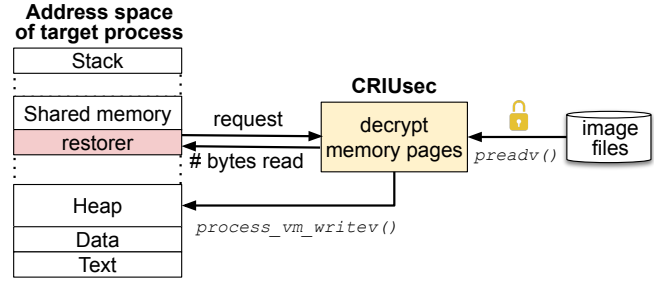 Address space
of target process
Stack
Shared memory
restorer
Heap
Data
Text
request
# bytes read
process_vm_writev()
CRIUsec
decrypt
memory pages
preadv()
image
files